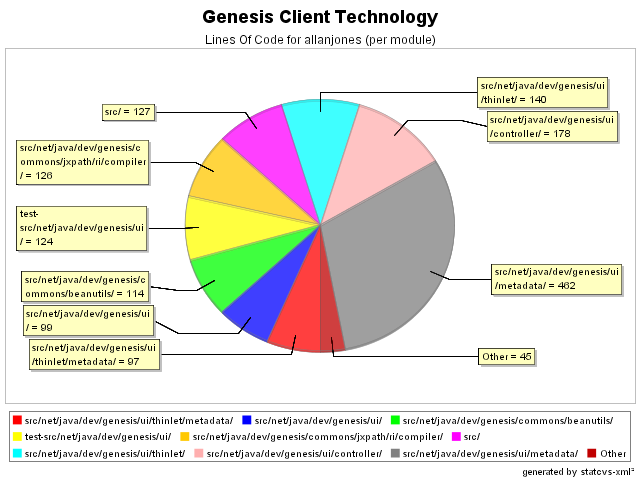 Genesis Client Technology
Lines Of Code for allanjones (per module)
src/net/java/dev/genesis/ui
/thinlet/ = 140
src/ = 127
src/net/java/dev/genesis/ui
/controller/ = 178
src/net/java/dev/genesis/c
ommons/jxpath/ri/compiler
/ = 126
test-
src/net/java/dev/genesis/ui
/ = 124
src/net/java/dev/genesis/ui
/metadata/ = 462
src/net/java/dev/genesis/c
ommons/beanutils/ = 114
src/net/java/dev/genesis/ui
/ = 99
src/net/java/dev/genesis/ui
/thinlet/metadata/ = 97
Other = 45
src/net/java/dev/genesis/ui/thinlet/metadata/ src/net/java/dev/genesis/ui/ src/net/java/dev/genesis/commons/beanutils/
test-src/net/java/dev/genesis/ui/ src/net/java/dev/genesis/commons/jxpath/ri/compiler/ src/
src/net/java/dev/genesis/ui/thinlet/ src/net/java/dev/genesis/ui/controller/ src/net/java/dev/genesis/ui/metadata/ Other
generated by statcvs-xml²